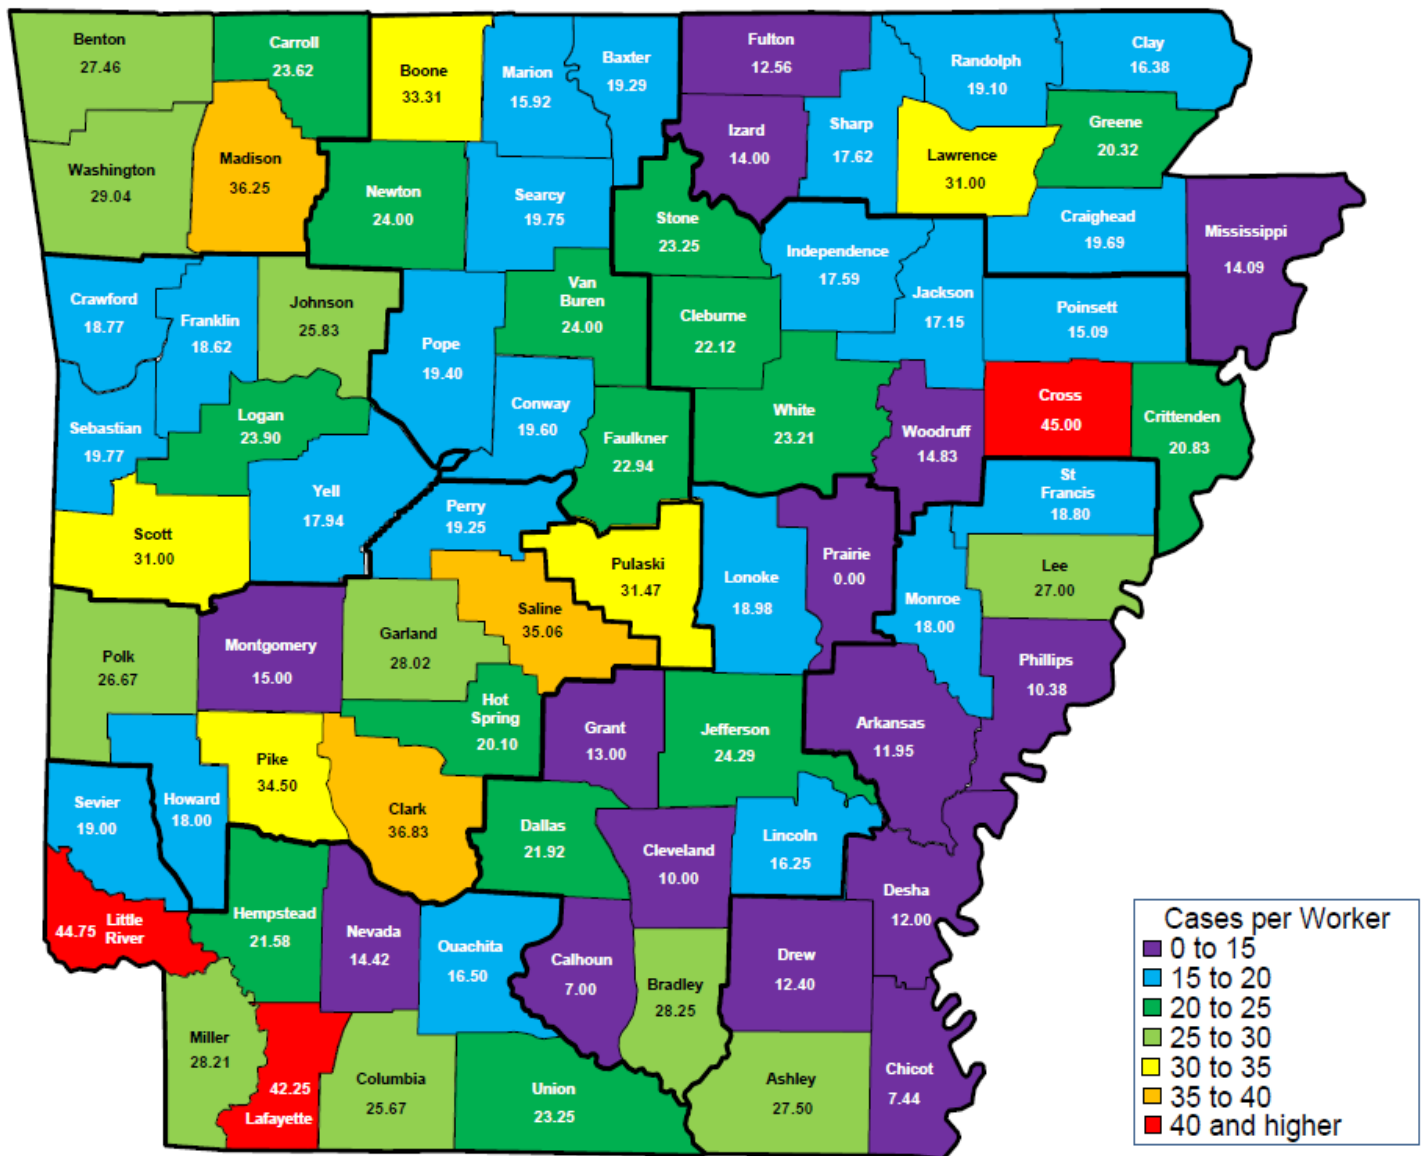 Benton
27.46
Carroll
23.62
Boone
33.31
Marion
15.92
Baxter
19.29
Fulton
12.56
Randolph
19.10
Clay
16.38
Washington
29.04
Madison
36.25
Newton
24.00
Searcy
19.75
Stone
23.25
Izard
14.00
Sharp
17.62
Lawrence
31.00
Greene
20.32
Craighead
19.69
Mississippi
14.09
Crawford
18.77
Franklin
18.62
Johnson
25.83
Pope
19.40
Van
Buren
24.00
Cleburne
22.12
Independence
17.59
Jackson
17.15
Poinsett
15.09
Sebastian
19.77
Logan
23.90
Conway
19.60
Faulkner
22.94
White
23.21
Woodruff
14.83
Cross
45.00
Crittenden
20.83
Scott
31.00
Yell
17.94
Perry
19.25
Pulaski
31.47
Lonoke
18.98
Prairie
0.00
Monroe
18.00
St
Francis
18.80
Lee
27.00
Polk
26.67
Montgomery
15.00
Garland
28.02
Saline
35.06
Hot
Spring
20.10
Grant
13.00
Jefferson
24.29
Arkansas
11.95
Phillips
10.38
Sevier
19.00
Howard
18.00
Pike
34.50
Clark
36.83
Dallas
21.92
Cleveland
10.00
Lincoln
16.25
Desha
12.00
44.75 Little
River
Hempstead
21.58
Nevada
14.42
Ouachita
16.50
Calhoun
7.00
Bradley
28.25
Drew
12.40
Miller
28.21
42.25
Lafayette
Columbia
25.67
Union
23.25
Ashley
27.50
Chicot
7.44
Cases per Worker
0 to 15
15 to 20
20 to 25
25 to 30
30 to 35
35 to 40
40 and higher